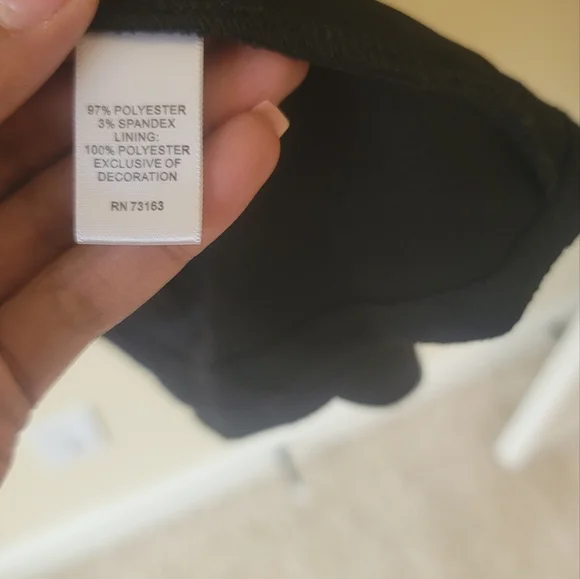 97% POLYESTER
3% SPANDEX
LINING:
100% POLYESTER
EXCLUSIVE OF
DECORATION
RN 73163